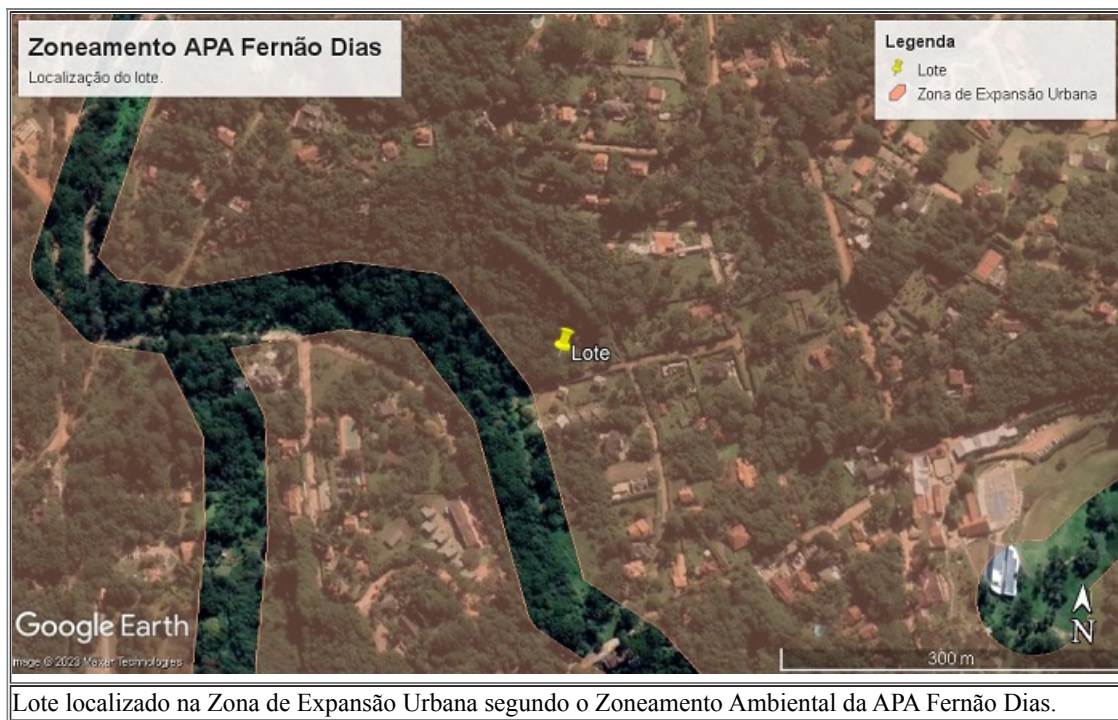 Zoneamento APA Fernão Dias
Localização do lote.
Legenda
Lote
Zona de Expansão Urbana
Lote
Google Earth
Image © 2023 Maxar Technologies
N
300 m
Lote localizado na Zona de Expansão Urbana segundo o Zoneamento Ambiental da APA Fernão Dias.